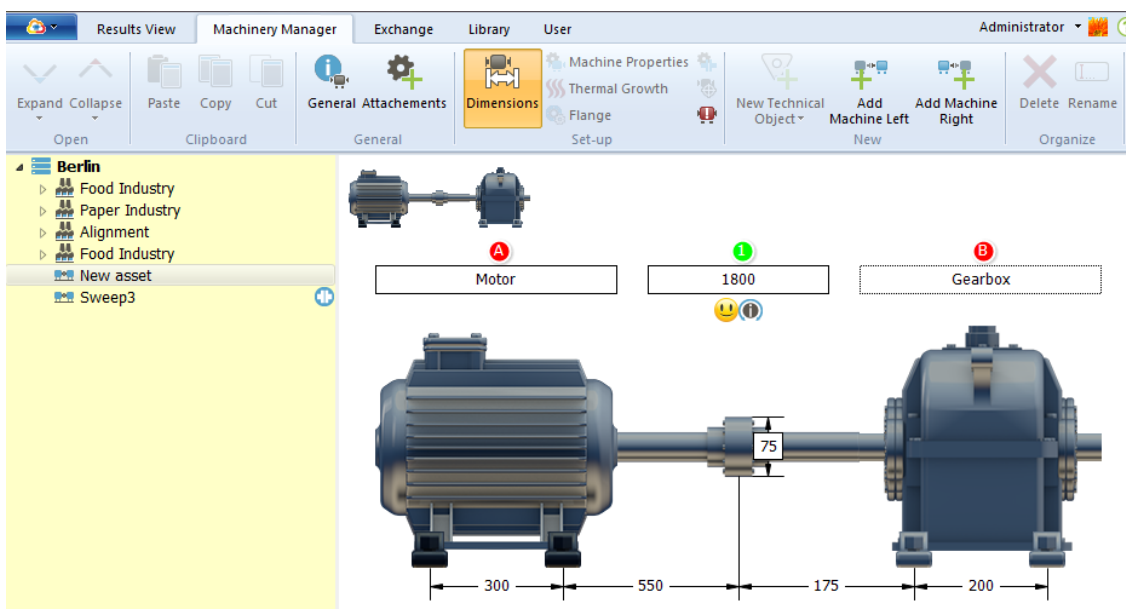 Results View Machinery Manager Exchange Library User Administrator
Expand Collapse Paste Copy Cut General Attachements Dimensions Machine Properties Thermal Growth Flange New Technical Object Add Machine Left Add Machine Right Delete Rename
Open Clipboard General Set-up New Organize
Berlin
Food Industry
Paper Industry
Alignment
Food Industry
New asset
Sweep3
A 1 B
Motor 1800 Gearbox
75
300 550 175 200